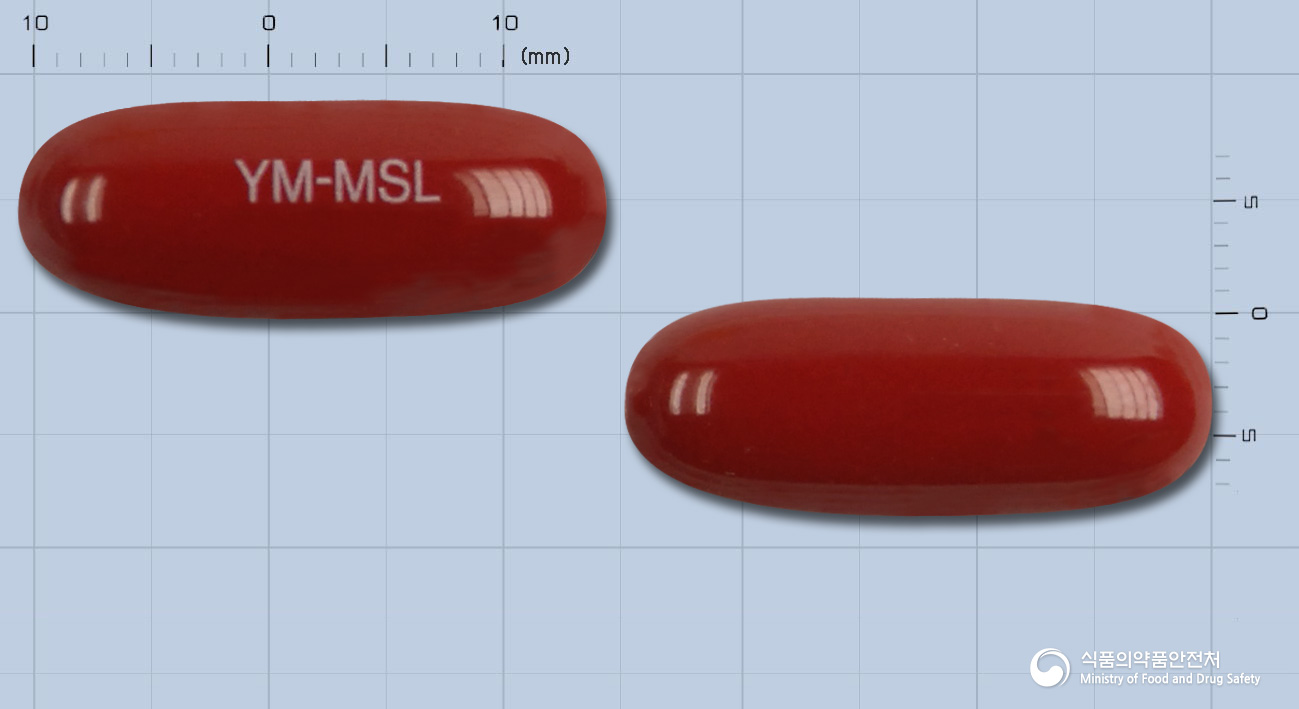 10 0 10
(mm)
YM-MSL
5
0
5
식품의약품안전처
Ministry of Food and Drug Safety